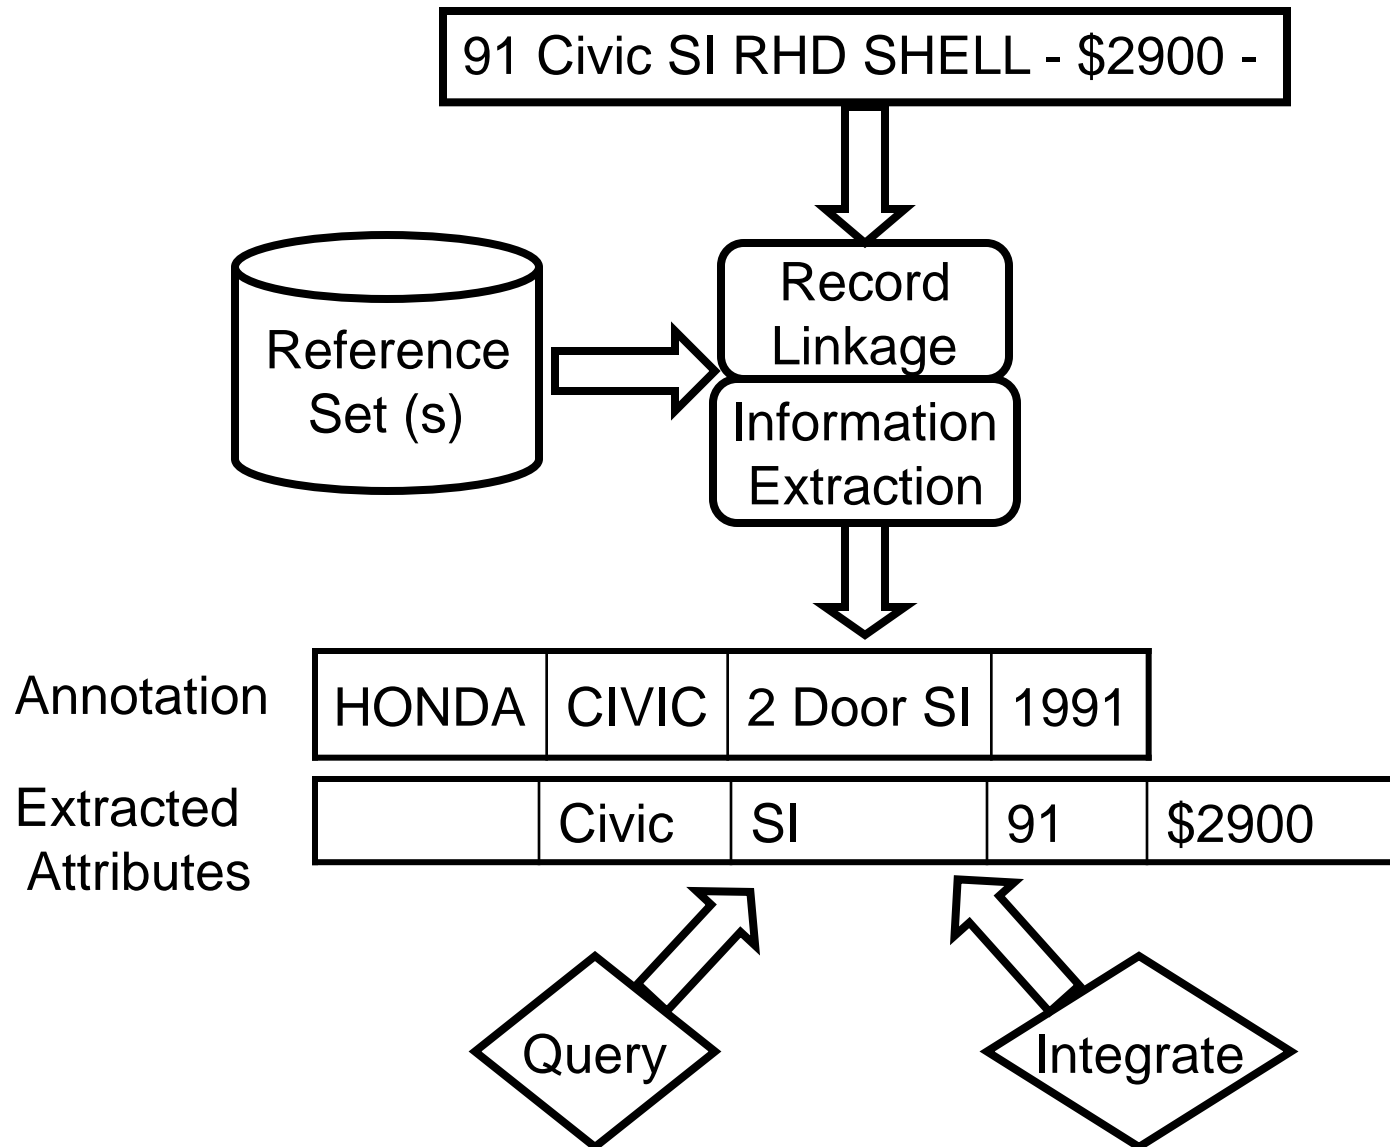 91 Civic SI RHD SHELL - $2900 -
Reference
Set (s)
Record
Linkage
Information
Extraction
Annotation
HONDA CIVIC 2 Door SI 1991
Extracted
Attributes
Civic SI 91 $2900
Query
Integrate